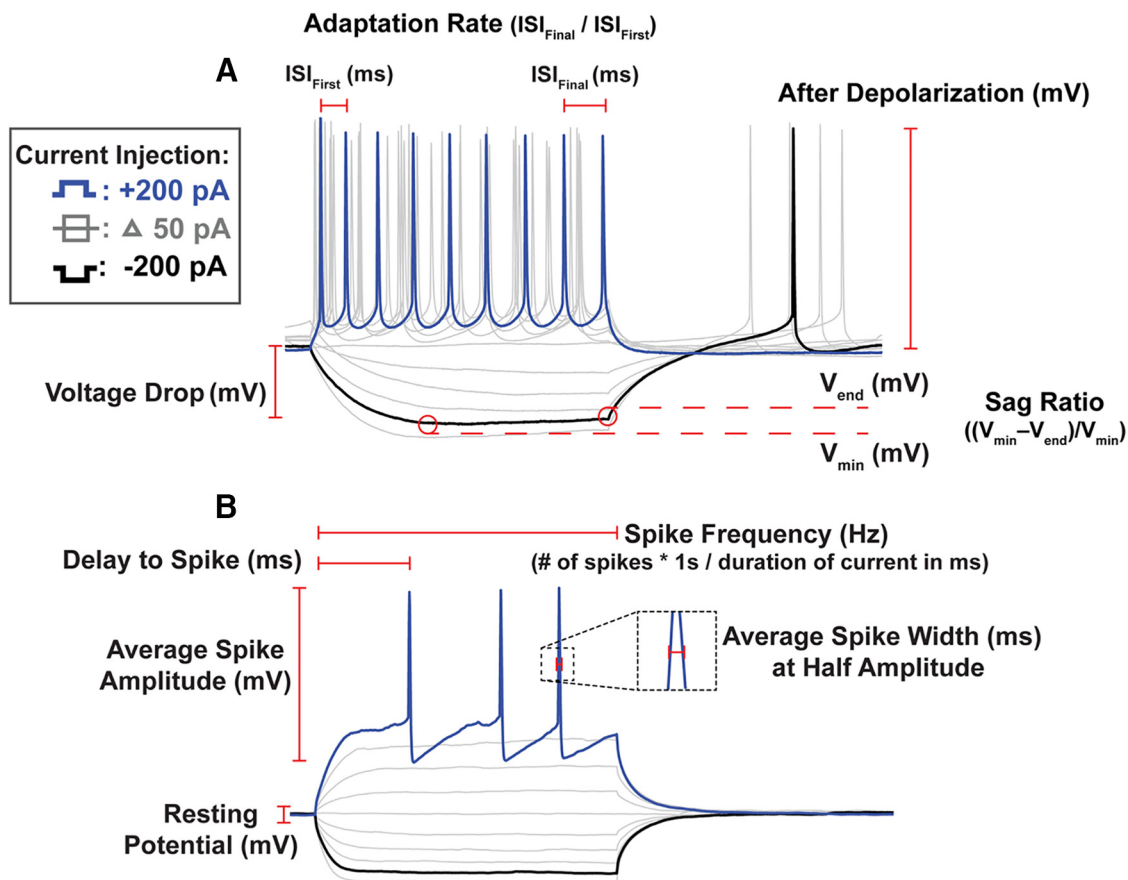 Adaptation Rate (ISIFinal / ISIFirst)
A
ISIFirst (ms)
ISIFinal (ms)
After Depolarization (mV)
Current Injection:
: +200 pA
: Δ 50 pA
: -200 pA
Voltage Drop (mV)
Vend (mV)
Vmin (mV)
Sag Ratio
((Vmin–Vend)/Vmin)
B
Spike Frequency (Hz)
(# of spikes * 1s / duration of current in ms)
Delay to Spike (ms)
Average Spike
Amplitude (mV)
Average Spike Width (ms)
at Half Amplitude
Resting
Potential (mV)